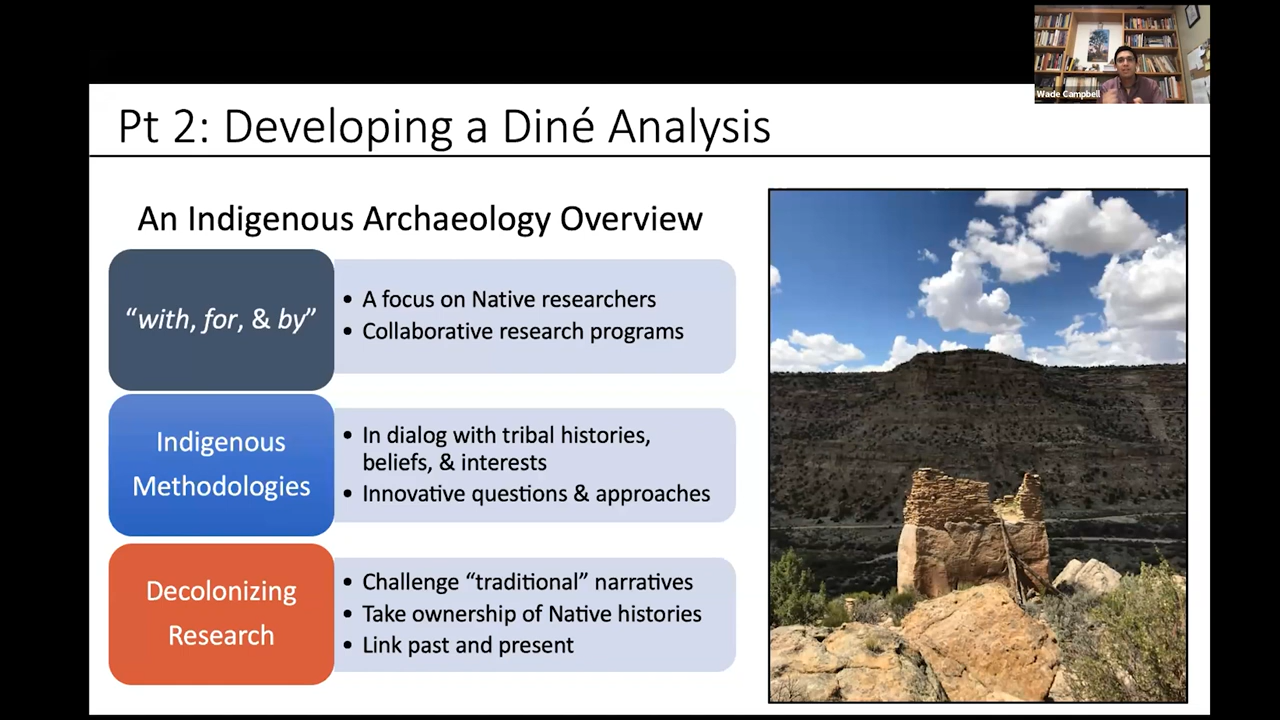 Wade Campbell
Pt 2: Developing a Diné Analysis
An Indigenous Archaeology Overview
“with, for, & by”
• A focus on Native researchers
• Collaborative research programs
Indigenous
Methodologies
• In dialog with tribal histories,
beliefs, & interests
• Innovative questions & approaches
Decolonizing
Research
• Challenge “traditional” narratives
• Take ownership of Native histories
• Link past and present